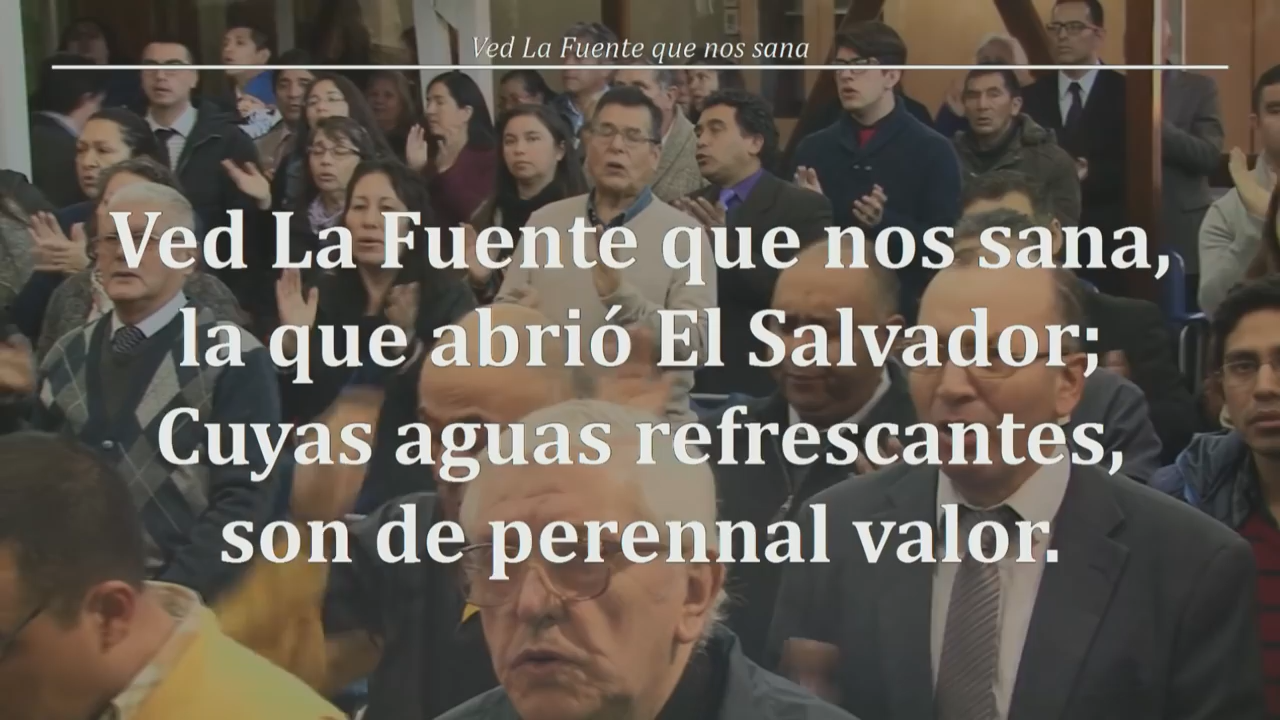 Ved La Fuente que nos sana
Ved La Fuente que nos sana,
la que abrió El Salvador;
Cuyas aguas refrescantes,
son de perennal valor.